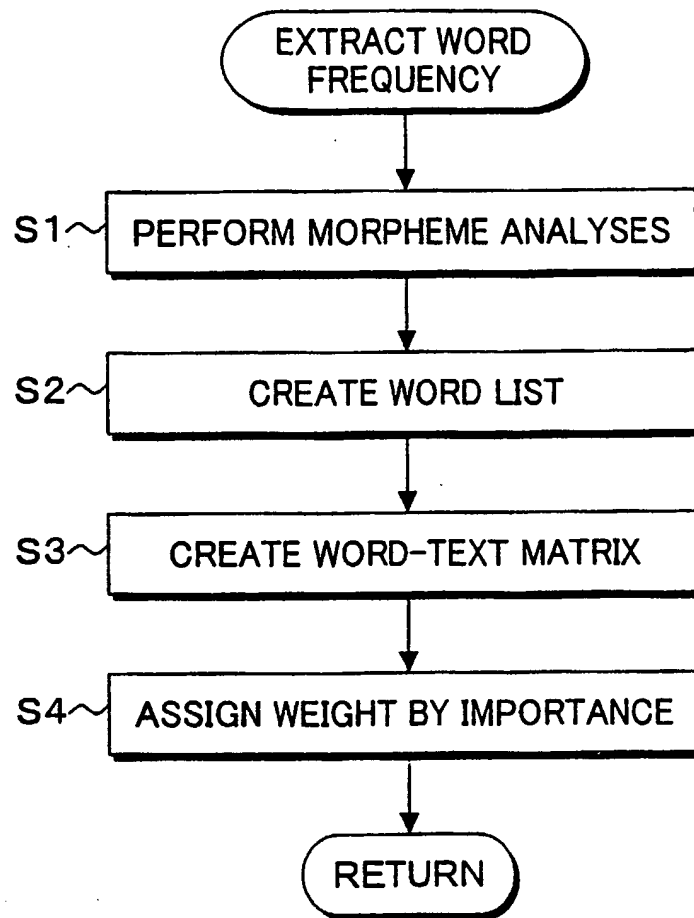 EXTRACT WORD
FREQUENCY
S1 PERFORM MORPHEME ANALYSES
S2 CREATE WORD LIST
S3 CREATE WORD-TEXT MATRIX
S4 ASSIGN WEIGHT BY IMPORTANCE
RETURN